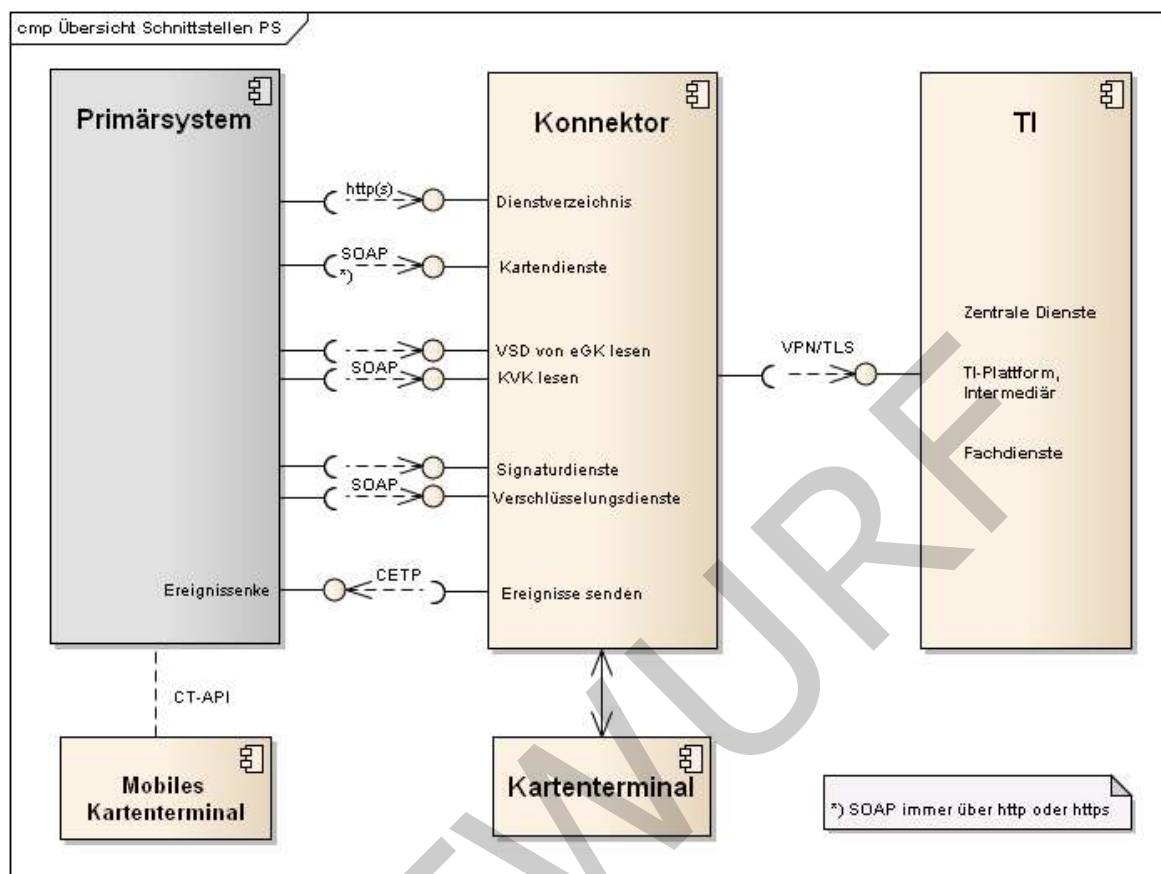 cmp Übersicht Schnittstellen PS
Primärsystem
Konnektor
TI
http(s)
Dienstverzeichnis
SOAP
*)
Kartendienste
Zentrale Dienste
VSD von eGK lesen
SOAP
KVK lesen
VPN/TLS
TI-Plattform,
Intermediär
Signaturdienste
SOAP
Verschlüsselungsdienste
Fachdienste
CETP
Ereignissenke
Ereignisse senden
CT-API
Mobiles
Kartenterminal
Kartenterminal
*) SOAP immer über http oder https